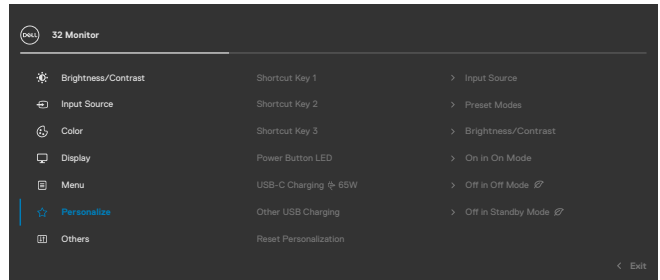 DELL 32 Monitor
Brightness/Contrast Shortcut Key 1 > Input Source
Input Source Shortcut Key 2 > Preset Modes
Color Shortcut Key 3 > Brightness/Contrast
Display Power Button LED > On in On Mode
Menu USB-C Charging 65W > Off in Off Mode
Personalize Other USB Charging > Off in Standby Mode
Others Reset Personalization
< Exit